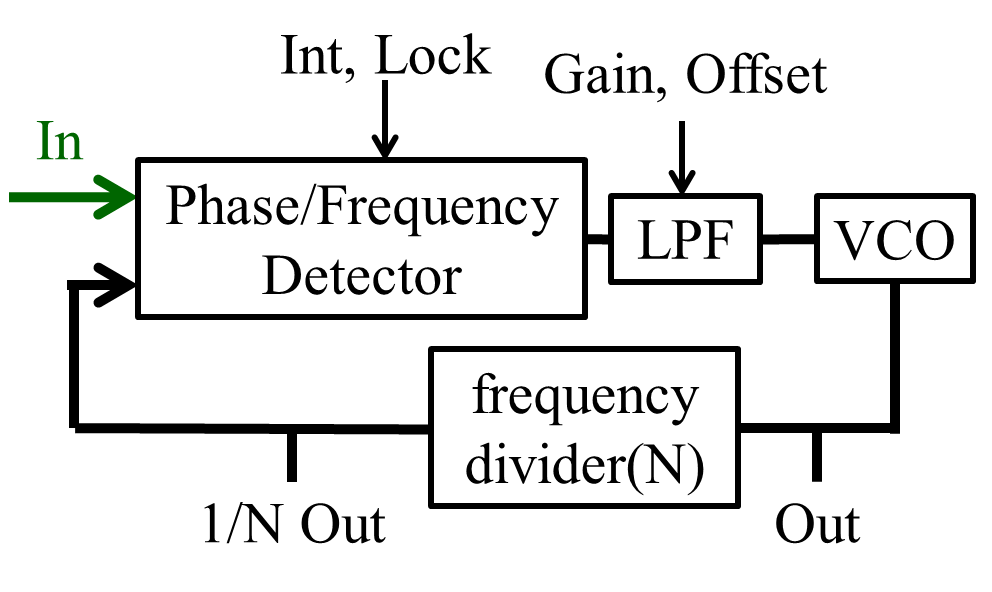 Int, Lock
Gain, Offset
In
Phase/Frequency
Detector
LPF
VCO
frequency
divider(N)
1/N Out
Out